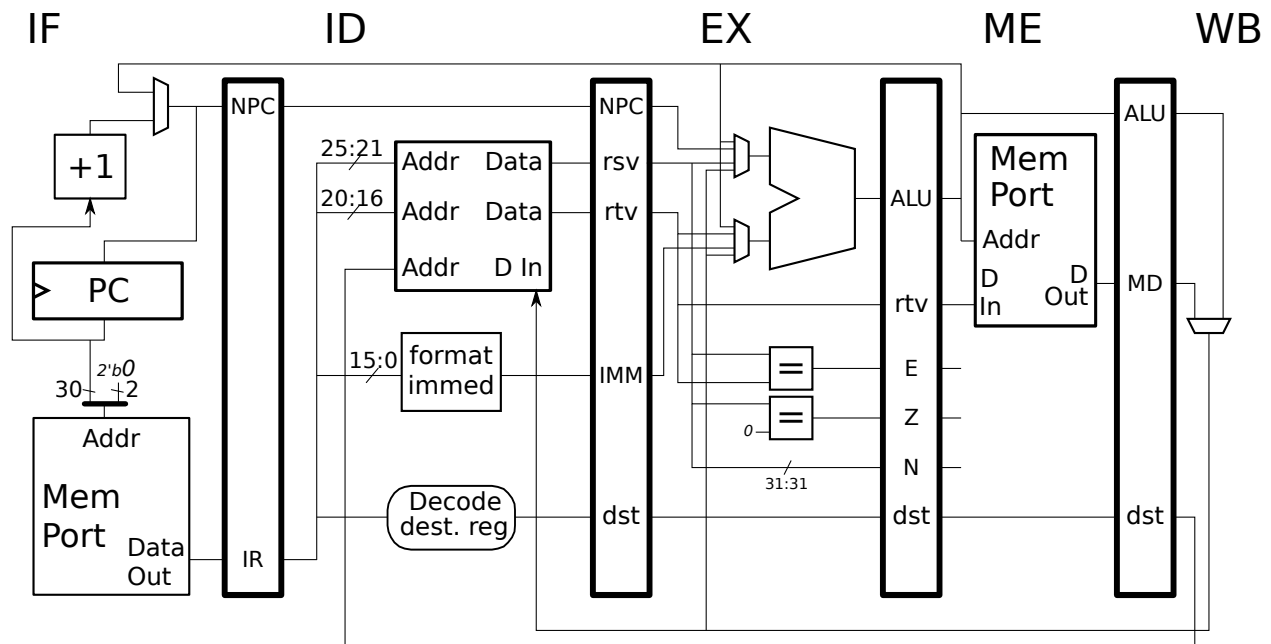 IF
ID
EX
ME
WB
+1
PC
2'b0
30
2
Addr
Mem
Port
Data
Out
NPC
IR
25:21
20:16
Addr
Data
Addr
Data
Addr
D In
15:0
format
immed
Decode
dest. reg
NPC
rsv
rtv
IMM
dst
=
=
0
31:31
ALU
rtv
E
Z
N
dst
Mem
Port
Addr
D
In
D
Out
ALU
MD
dst